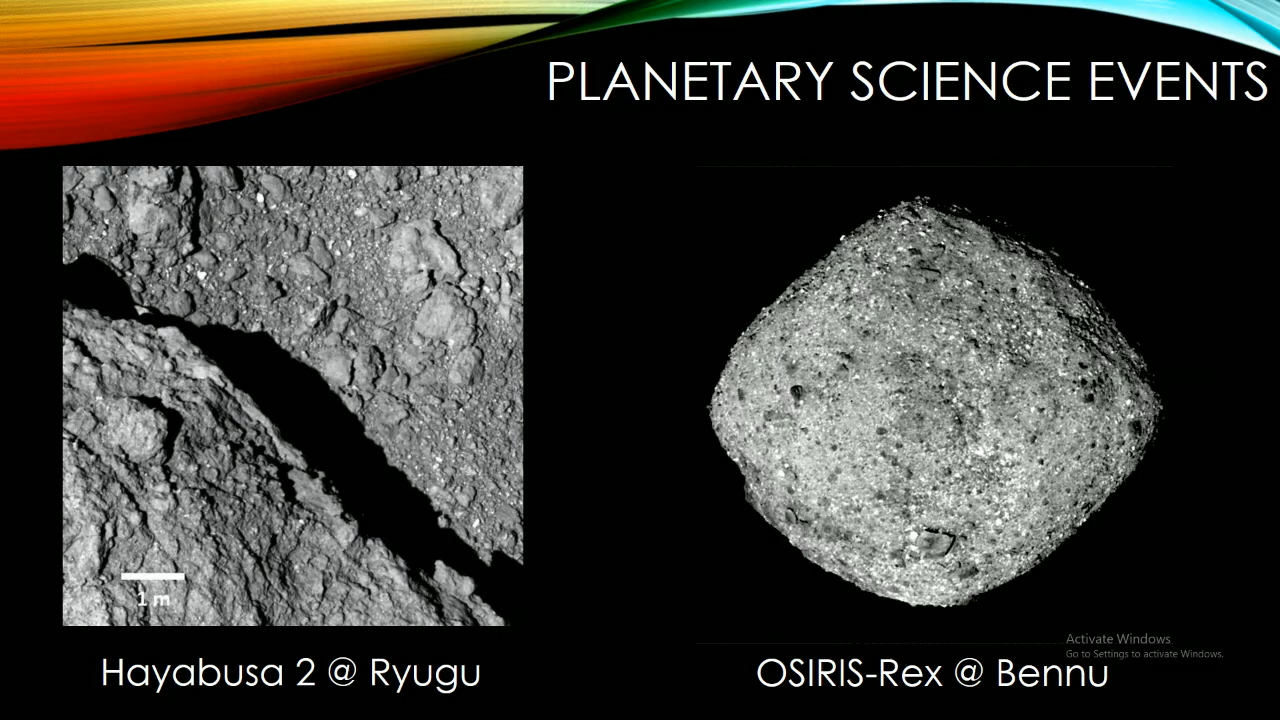 PLANETARY SCIENCE EVENTS
1 m
Hayabusa 2 @ Ryugu
OSIRIS-Rex @ Bennu
Activate Windows
Go to Settings to activate Windows.